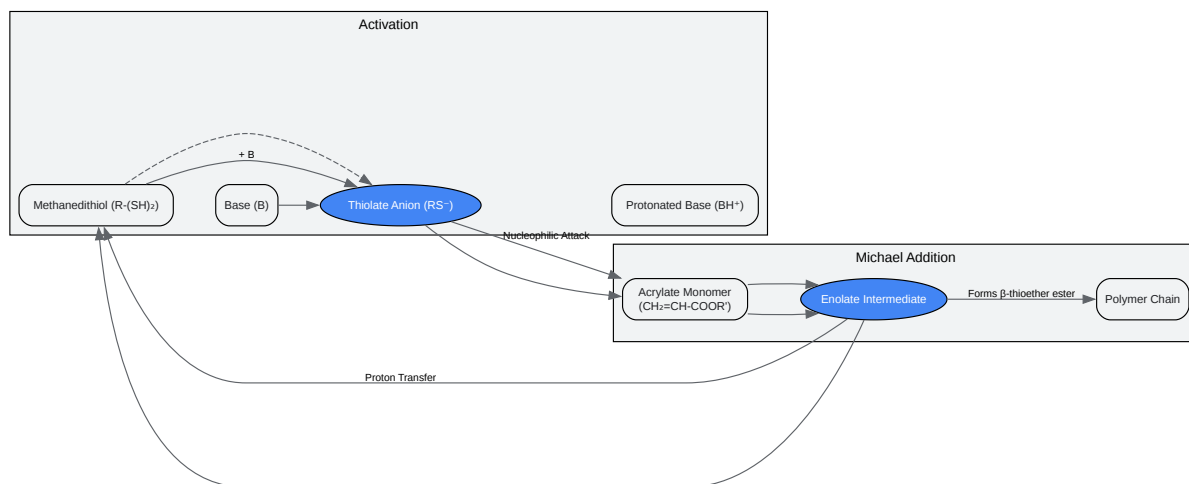 Activation
+ B
Methanedithiol (R-(SH)₂)
Base (B)
Thiolate Anion (RS⁻)
Protonated Base (BH⁺)
Nucleophilic Attack
Michael Addition
Acrylate Monomer
(CH₂=CH-COOR')
Enolate Intermediate
Forms β-thioether ester
Polymer Chain
Proton Transfer